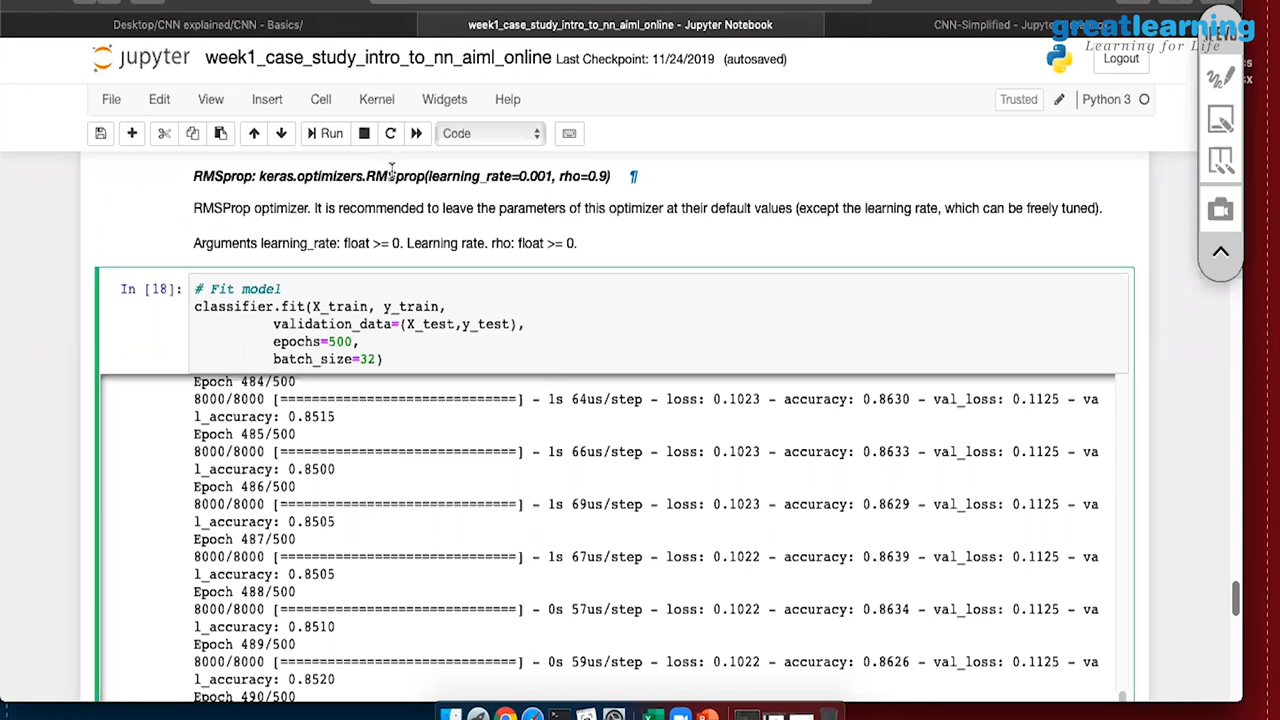 Desktop/CNN explained/CNN - Basics/
week1_case_study_intro_to_nn_aiml_online - Jupyter Notebook
CNN-Simplified - Jupyter
greatlearning
Learning for Life
jupyter
week1_case_study_intro_to_nn_aiml_online Last Checkpoint: 11/24/2019 (autosaved)
Logout
File Edit View Insert Cell Kernel Widgets Help
Trusted
Python 3
Run
Code
RMSprop: keras.optimizers.RMSprop(learning_rate=0.001, rho=0.9) ¶
RMSProp optimizer. It is recommended to leave the parameters of this optimizer at their default values (except the learning rate, which can be freely tuned).
Arguments learning_rate: float >= 0. Learning rate. rho: float >= 0.
In [18]:
# Fit model
classifier.fit(X_train, y_train,
validation_data=(X_test,y_test),
epochs=500,
batch_size=32)
Epoch 484/500
8000/8000 [==============================] - 1s 64us/step - loss: 0.1023 - accuracy: 0.8630 - val_loss: 0.1125 - va
l_accuracy: 0.8515
Epoch 485/500
8000/8000 [==============================] - 1s 66us/step - loss: 0.1023 - accuracy: 0.8633 - val_loss: 0.1125 - va
l_accuracy: 0.8500
Epoch 486/500
8000/8000 [==============================] - 1s 69us/step - loss: 0.1023 - accuracy: 0.8629 - val_loss: 0.1125 - va
l_accuracy: 0.8505
Epoch 487/500
8000/8000 [==============================] - 1s 67us/step - loss: 0.1022 - accuracy: 0.8639 - val_loss: 0.1125 - va
l_accuracy: 0.8505
Epoch 488/500
8000/8000 [==============================] - 0s 57us/step - loss: 0.1022 - accuracy: 0.8634 - val_loss: 0.1125 - va
l_accuracy: 0.8510
Epoch 489/500
8000/8000 [==============================] - 0s 59us/step - loss: 0.1022 - accuracy: 0.8626 - val_loss: 0.1125 - va
l_accuracy: 0.8520
Epoch 490/500